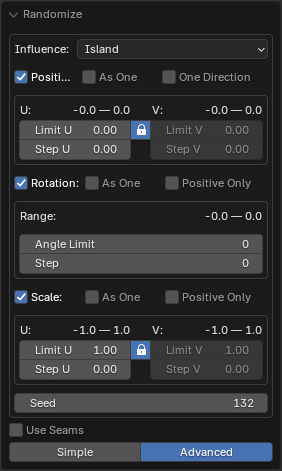 Randomize
Influence: Island
Positi... As One One Direction
U: -0.0 — 0.0 V: -0.0 — 0.0
Limit U 0.00 Limit V 0.00
Step U 0.00 Step V 0.00
Rotation: As One Positive Only
Range: -0.0 — 0.0
Angle Limit 0
Step 0
Scale: As One Positive Only
U: -1.0 — 1.0 V: -1.0 — 1.0
Limit U 1.00 Limit V 1.00
Step U 0.00 Step V 0.00
Seed 132
Use Seams
Simple Advanced